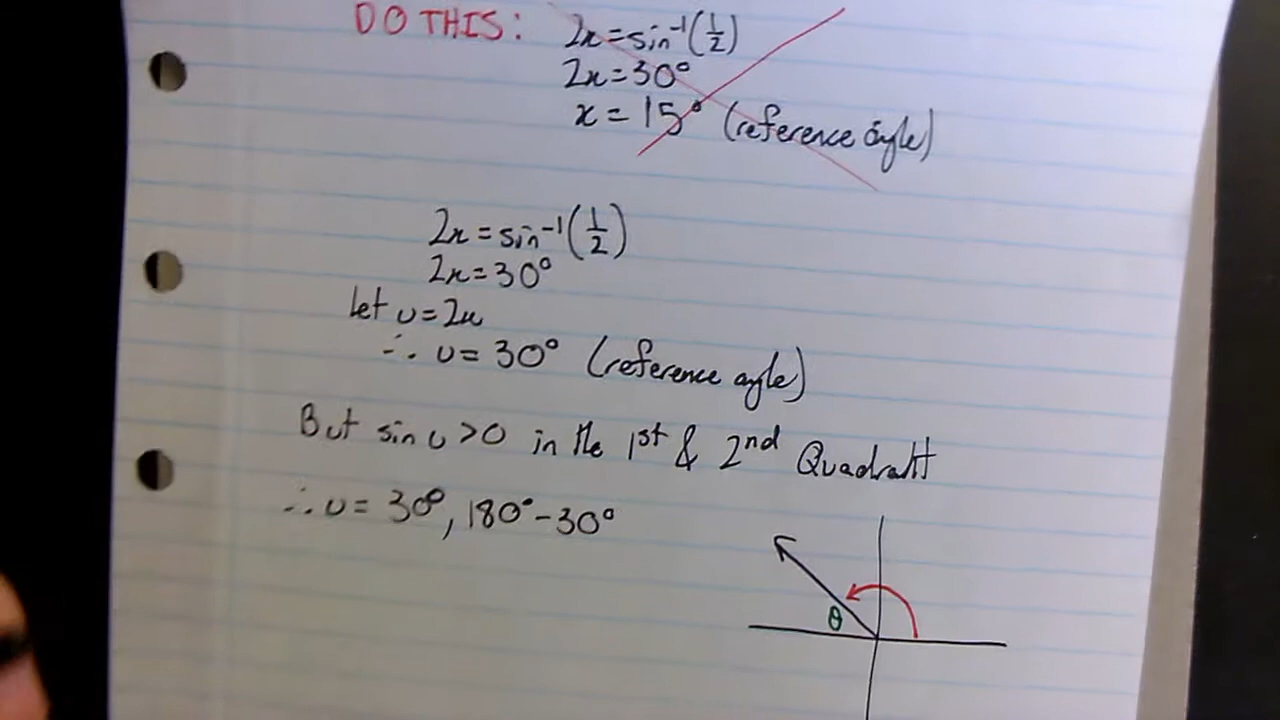 DO THIS: 2x=sin⁻¹(1/2)
2x=30°
x=15° (reference angle)
2x=sin⁻¹(1/2)
2x=30°
let u=2x
∴ u=30° (reference angle)
But sin u>0 in the 1st & 2nd Quadrant
∴ u=30°, 180°-30°
θ